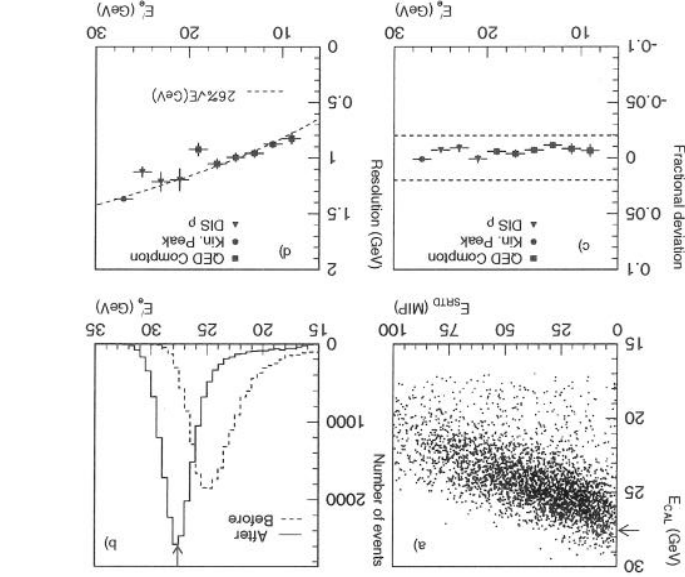 E_CAL (GeV)
30
25
20
15
a)
0 25 50 75 100
E_SRTD (MIP)
Number of events
2000
1000
0
b)
After
Before
15 20 25 30 35
E'_e (GeV)
Fractional deviation
0.1
0.05
0
-0.05
-0.1
c)
QED Compton
Kin. Peak
DIS ρ
10 20 30
E'_e (GeV)
Resolution (GeV)
2
1.5
1
0.5
0
d)
QED Compton
Kin. Peak
DIS ρ
26%√E(GeV)
10 20 30
E'_e (GeV)